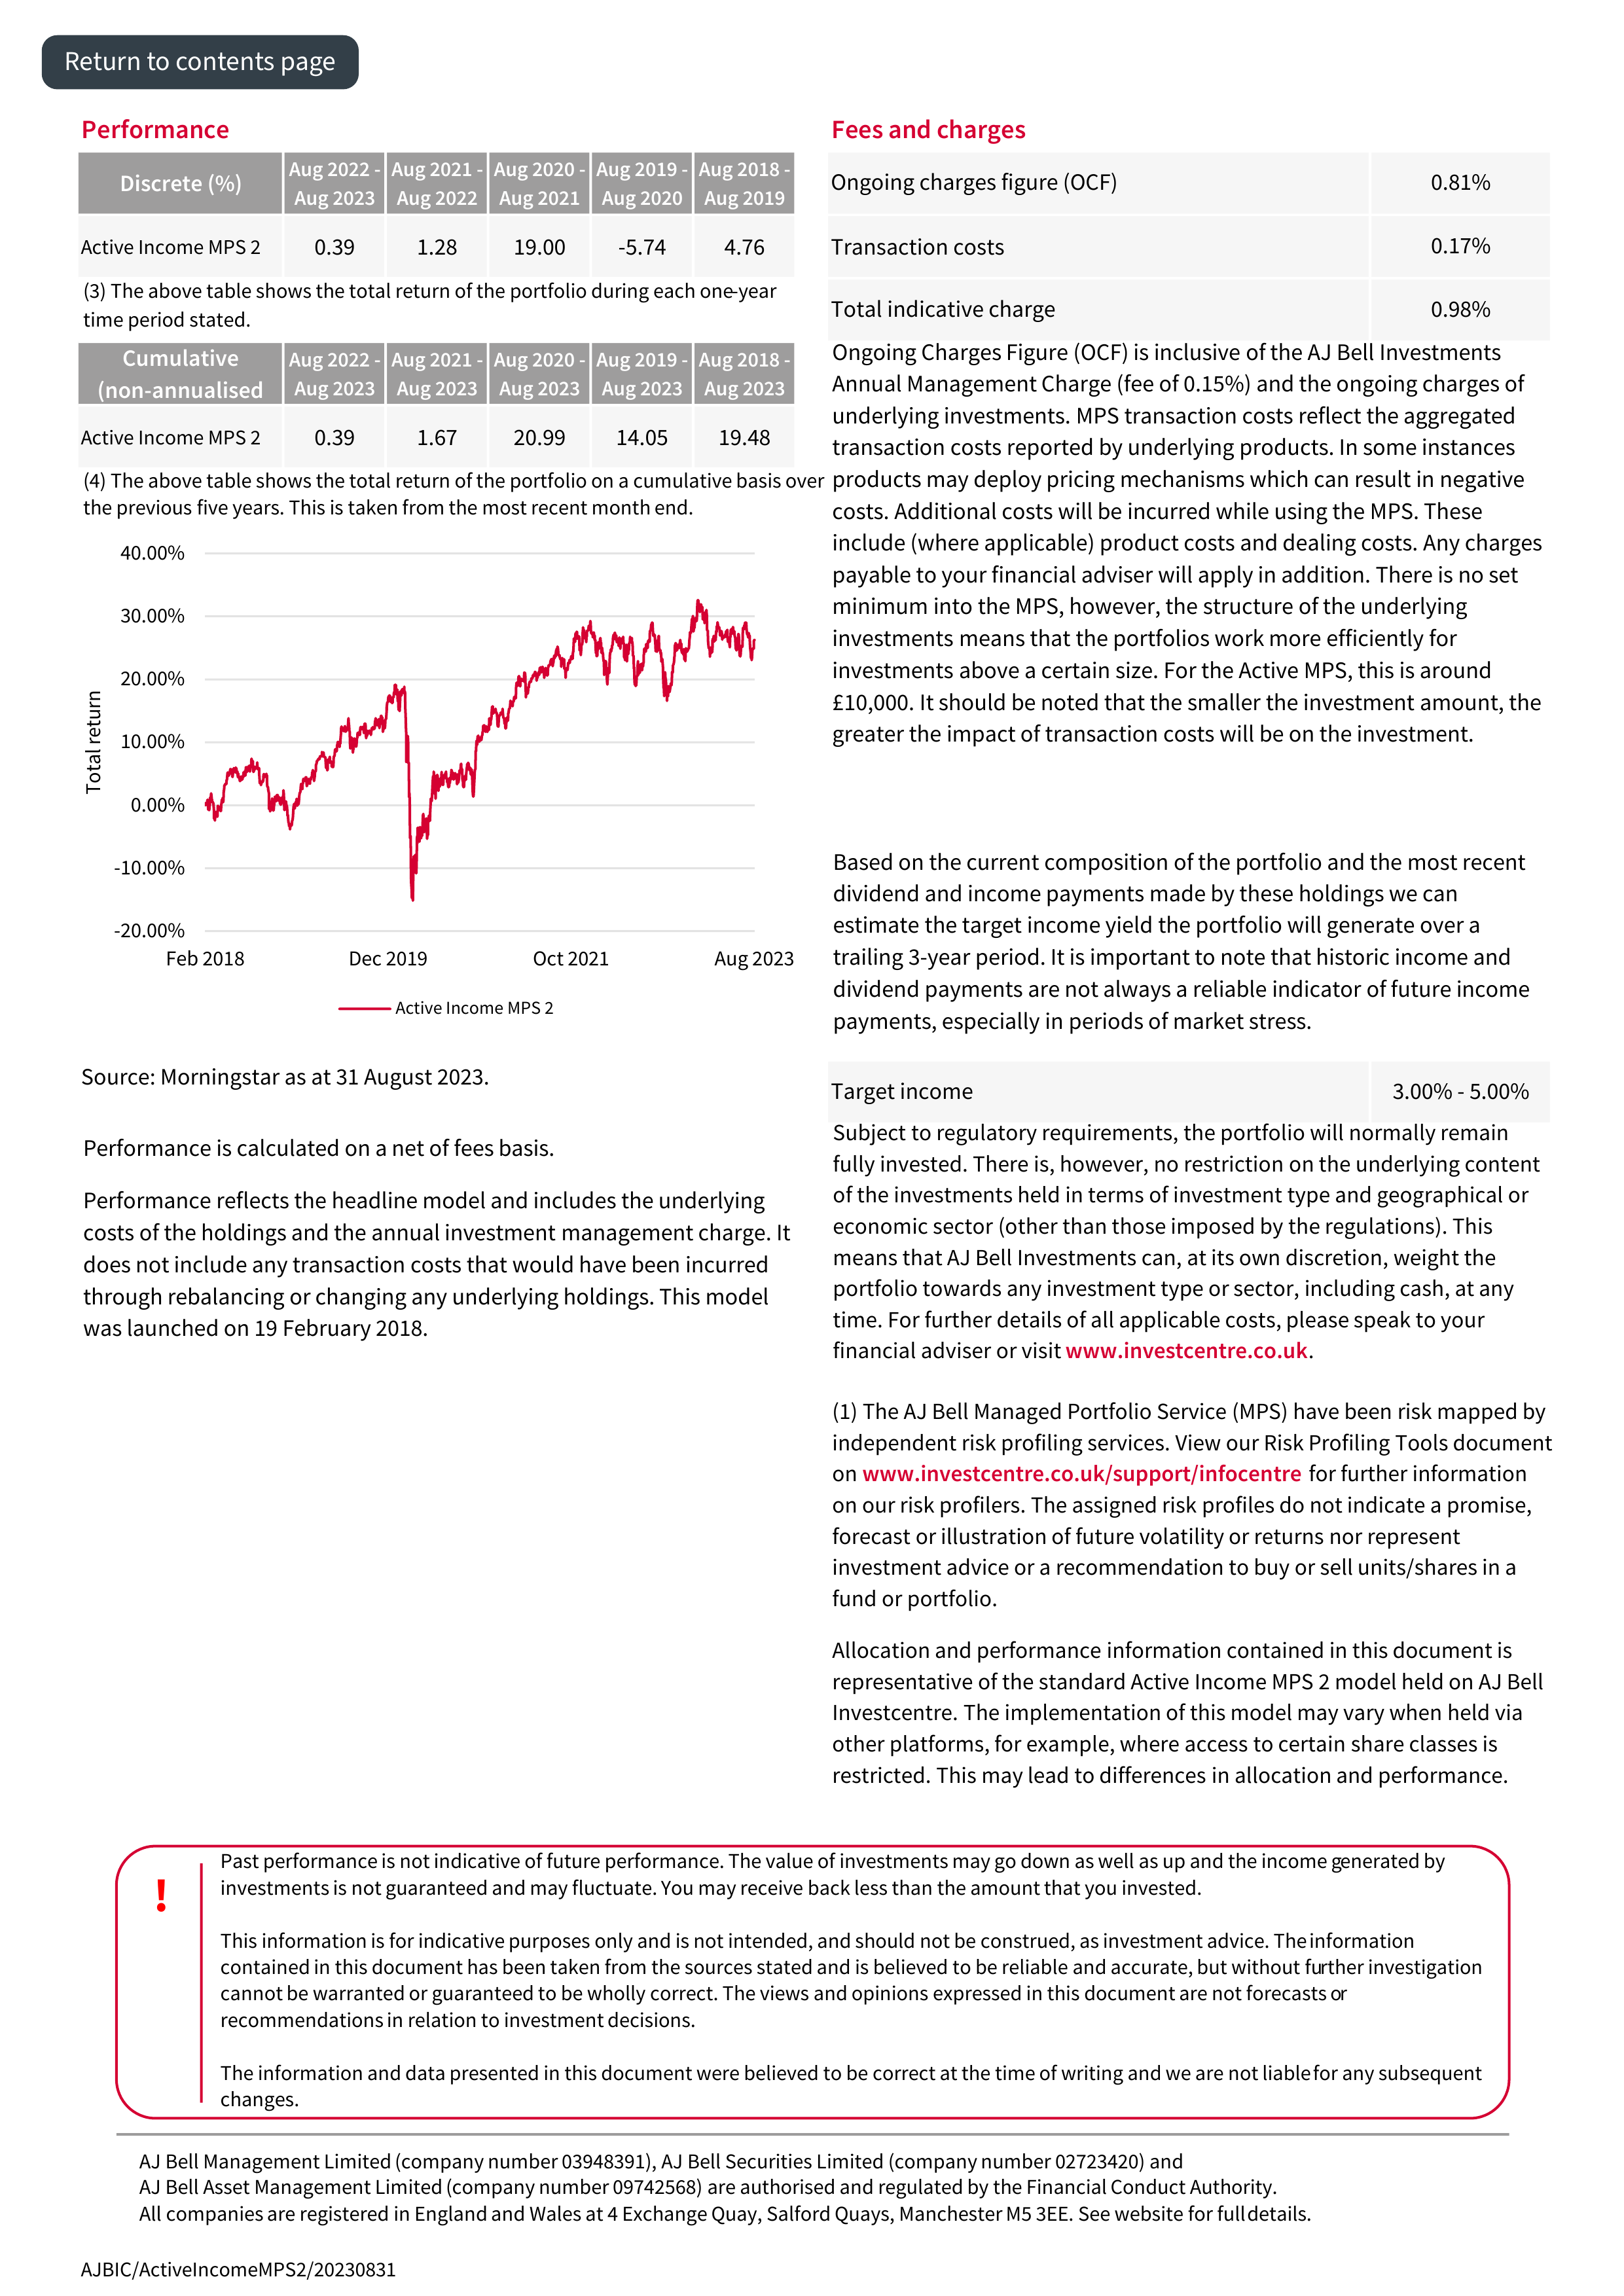 Return to contents page
Performance
Discrete (%)
Aug 2022 - Aug 2023
Aug 2021 - Aug 2022
Aug 2020 - Aug 2021
Aug 2019 - Aug 2020
Aug 2018 - Aug 2019
Active Income MPS 2 0.39 1.28 19.00 -5.74 4.76
(3) The above table shows the total return of the portfolio during each one-year
time period stated.
Cumulative
(non-annualised
Aug 2022 - Aug 2023
Aug 2021 - Aug 2023
Aug 2020 - Aug 2023
Aug 2019 - Aug 2023
Aug 2018 - Aug 2023
Active Income MPS 2 0.39 1.67 20.99 14.05 19.48
(4) The above table shows the total return of the portfolio on a cumulative basis over
the previous five years. This is taken from the most recent month end.
40.00%
30.00%
20.00%
10.00%
0.00%
-10.00%
-20.00%
Total return
Feb 2018 Dec 2019 Oct 2021 Aug 2023
Active Income MPS 2
Source: Morningstar as at 31 August 2023.
Performance is calculated on a net of fees basis.
Performance reflects the headline model and includes the underlying
costs of the holdings and the annual investment management charge. It
does not include any transaction costs that would have been incurred
through rebalancing or changing any underlying holdings. This model
was launched on 19 February 2018.
Fees and charges
Ongoing charges figure (OCF) 0.81%
Transaction costs 0.17%
Total indicative charge 0.98%
Ongoing Charges Figure (OCF) is inclusive of the AJ Bell Investments
Annual Management Charge (fee of 0.15%) and the ongoing charges of
underlying investments. MPS transaction costs reflect the aggregated
transaction costs reported by underlying products. In some instances
products may deploy pricing mechanisms which can result in negative
costs. Additional costs will be incurred while using the MPS. These
include (where applicable) product costs and dealing costs. Any charges
payable to your financial adviser will apply in addition. There is no set
minimum into the MPS, however, the structure of the underlying
investments means that the portfolios work more efficiently for
investments above a certain size. For the Active MPS, this is around
£10,000. It should be noted that the smaller the investment amount, the
greater the impact of transaction costs will be on the investment.
Based on the current composition of the portfolio and the most recent
dividend and income payments made by these holdings we can
estimate the target income yield the portfolio will generate over a
trailing 3-year period. It is important to note that historic income and
dividend payments are not always a reliable indicator of future income
payments, especially in periods of market stress.
Target income 3.00% - 5.00%
Subject to regulatory requirements, the portfolio will normally remain
fully invested. There is, however, no restriction on the underlying content
of the investments held in terms of investment type and geographical or
economic sector (other than those imposed by the regulations). This
means that AJ Bell Investments can, at its own discretion, weight the
portfolio towards any investment type or sector, including cash, at any
time. For further details of all applicable costs, please speak to your
financial adviser or visit www.investcentre.co.uk.
(1) The AJ Bell Managed Portfolio Service (MPS) have been risk mapped by
independent risk profiling services. View our Risk Profiling Tools document
on www.investcentre.co.uk/support/infocentre for further information
on our risk profilers. The assigned risk profiles do not indicate a promise,
forecast or illustration of future volatility or returns nor represent
investment advice or a recommendation to buy or sell units/shares in a
fund or portfolio.
Allocation and performance information contained in this document is
representative of the standard Active Income MPS 2 model held on AJ Bell
Investcentre. The implementation of this model may vary when held via
other platforms, for example, where access to certain share classes is
restricted. This may lead to differences in allocation and performance.
!
Past performance is not indicative of future performance. The value of investments may go down as well as up and the income generated by
investments is not guaranteed and may fluctuate. You may receive back less than the amount that you invested.
This information is for indicative purposes only and is not intended, and should not be construed, as investment advice. The information
contained in this document has been taken from the sources stated and is believed to be reliable and accurate, but without further investigation
cannot be warranted or guaranteed to be wholly correct. The views and opinions expressed in this document are not forecasts or
recommendations in relation to investment decisions.
The information and data presented in this document were believed to be correct at the time of writing and we are not liable for any subsequent
changes.
AJ Bell Management Limited (company number 03948391), AJ Bell Securities Limited (company number 02723420) and
AJ Bell Asset Management Limited (company number 09742568) are authorised and regulated by the Financial Conduct Authority.
All companies are registered in England and Wales at 4 Exchange Quay, Salford Quays, Manchester M5 3EE. See website for full details.
AJBIC/ActiveIncomeMPS2/20230831